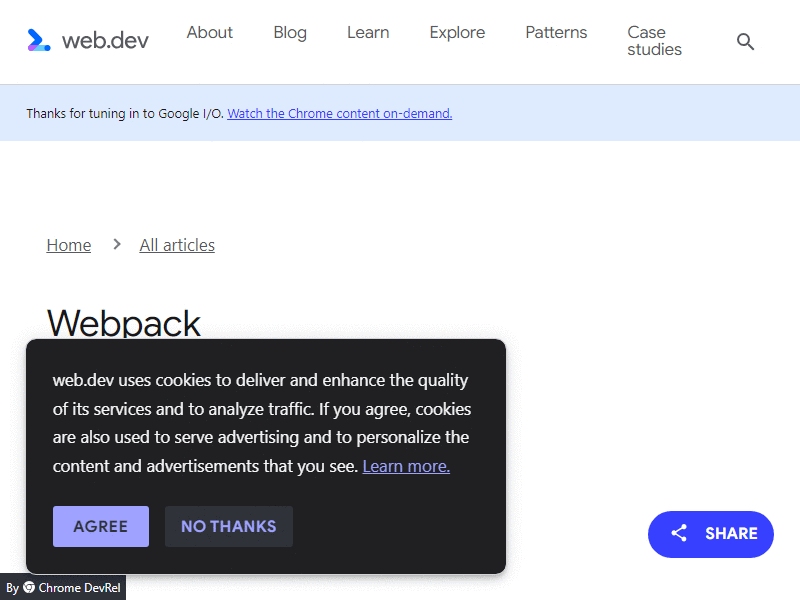 web.dev
About
Blog
Learn
Explore
Patterns
Case
studies
Thanks for tuning in to Google I/O. Watch the Chrome content on-demand.
Home
All articles
Webpack
web.dev uses cookies to deliver and enhance the quality
of its services and to analyze traffic. If you agree, cookies
are also used to serve advertising and to personalize the
content and advertisements that you see. Learn more.
AGREE
NO THANKS
SHARE
By Chrome DevRel